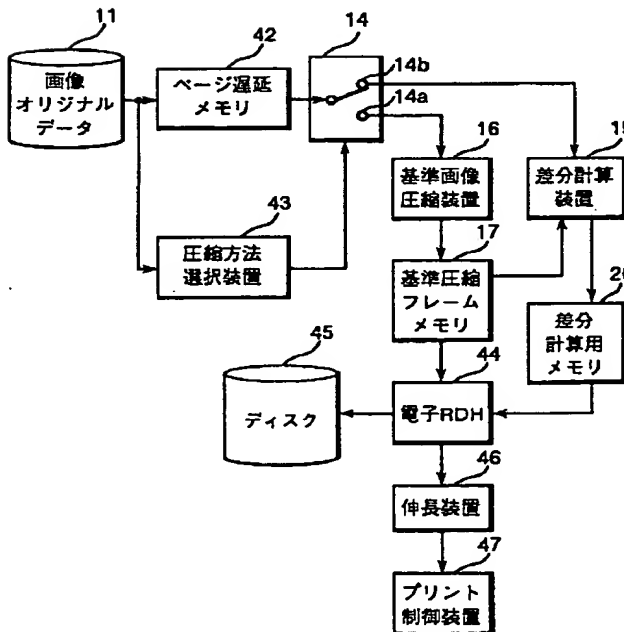 11
画像
オリジナル
データ
42
ページ遅延
メモリ
14
14b
14a
43
圧縮方法
選択装置
16
基準画像
圧縮装置
差分計算
装置
17
基準圧縮
フレーム
メモリ
差分
計算用
メモリ
45
ディスク
44
電子RDH
46
伸長装置
47
プリント
制御装置